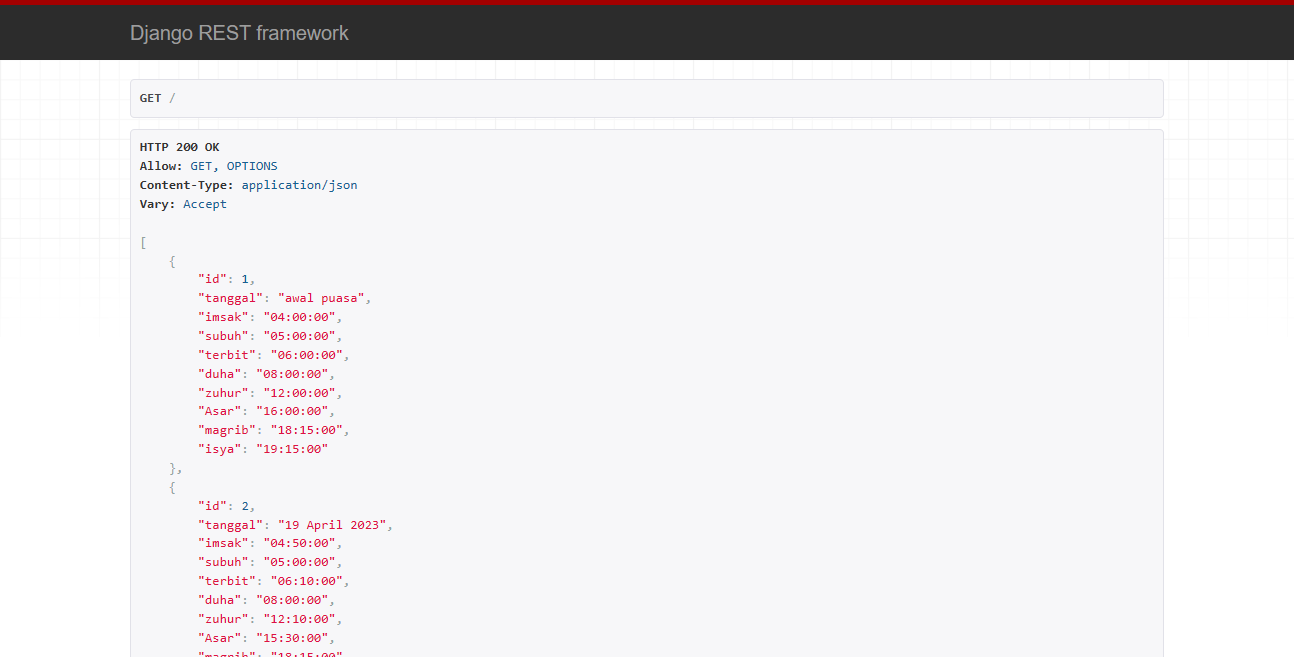 Django REST framework
GET /
HTTP 200 OK
Allow: GET, OPTIONS
Content-Type: application/json
Vary: Accept
[
{
"id": 1,
"tanggal": "awal puasa",
"imsak": "04:00:00",
"subuh": "05:00:00",
"terbit": "06:00:00",
"duha": "08:00:00",
"zuhur": "12:00:00",
"Asar": "16:00:00",
"magrib": "18:15:00",
"isya": "19:15:00"
},
{
"id": 2,
"tanggal": "19 April 2023",
"imsak": "04:50:00",
"subuh": "05:00:00",
"terbit": "06:10:00",
"duha": "08:00:00",
"zuhur": "12:10:00",
"Asar": "15:30:00",
"magrib": "18:15:00"